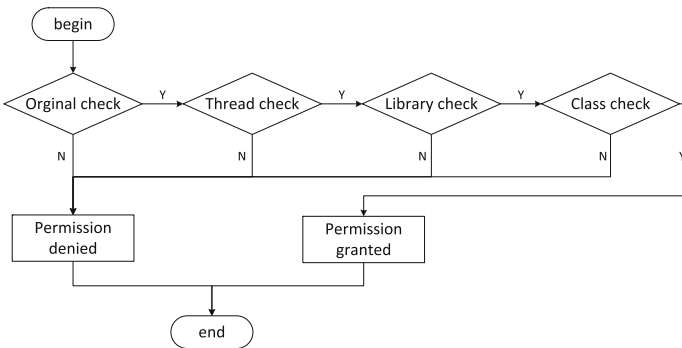 begin
Orginal check
Y
Thread check
Y
Library check
Y
Class check
N
N
N
N
Y
Permission
denied
Permission
granted
end